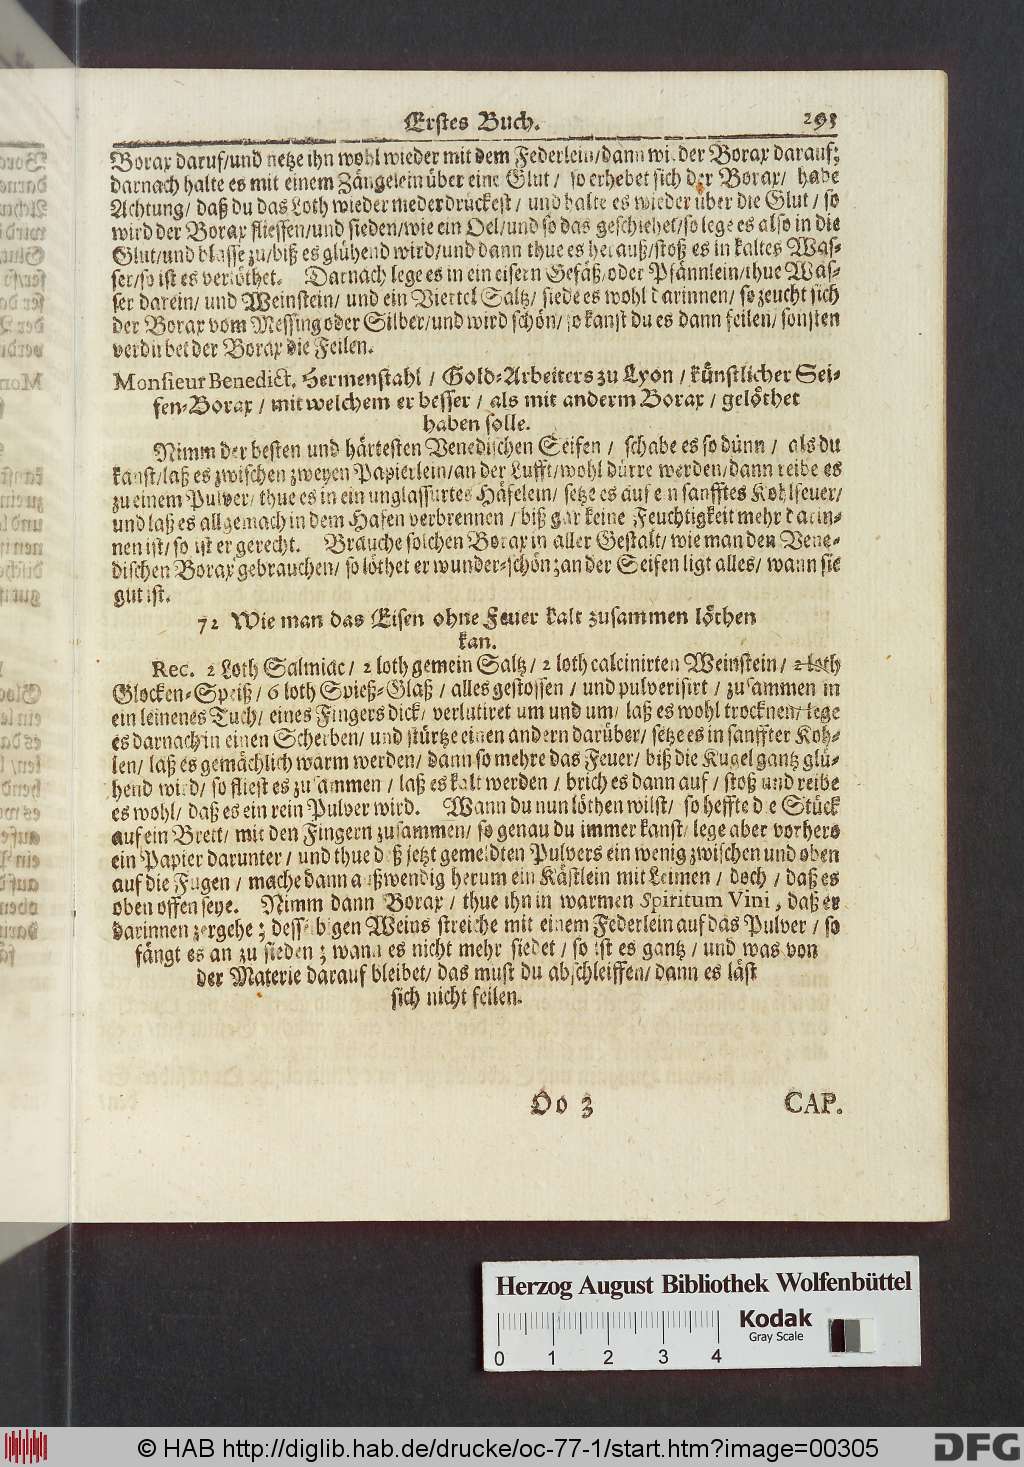 Erstes Buch. 293
Borax daruf/und netze ihn wohl wieder mit dem Federlein/dann wider Borax darauf;
darnach halte es mit einem Zängelein über eine Glut/ so erhebet sich der Borax/ habe
Achtung/ daß du das Loth wieder niederdrückest/ und halte es wieder über die Glut/ so
wird der Borax fliessen/und sieden/wie ein Oel/und so das geschiehet/so lege es also in die
Glut/und blasse zu/biß es glühend wird/und dann thue es herauß/stoß es in kaltes Was-
ser/so ist es verlöthet. Darnach lege es in ein eisern Gefäß/oder Pfännlein/thue Was-
ser darein/ und Weinstein/ und ein Viertel Saltz/ siede es wohl darinnen/ so zeucht sich
der Borax vom Messing oder Silber/und wird schön/ so kanst du es dann feilen/ sonsten
verdirbet der Borax die Feilen.
Monsieur Benedict. Hermenstahl / Gold-Arbeiters zu Lyon / künstlicher Sei-
fen-Borax / mit welchem er besser / als mit anderm Borax / gelöthet
haben solle.
Nimm der besten und härtesten Venedischen Seifen / schabe es so dünn / als du
kanst/laß es zwischen zweyen Papierlein/an der Lufft/wohl dürre werden/dann reibe es
zu einem Pulver/ thue es in ein unglassurtes Häfelein/ setze es auf ein sanfftes Kohlfeuer/
und laß es allgemach in dem Hafen verbrennen / biß gar keine Feuchtigkeit mehr darin-
nen ist/ so ist er gerecht. Brauche solchen Borax in aller Gestalt/ wie man den Vene-
dischen Borax gebrauchen/ so löthet er wunder-schön; an der Seifen ligt alles/ wann sie
gut ist.
72 Wie man das Eisen ohne Feuer kalt zusammen löthen
kan.
Rec. 2 Loth Salmiac/ 2 loth gemein Saltz/ 2 loth calcinirten Weinstein/ 2 loth
Glocken-Speiß/ 6 loth Spieß-Glaß / alles gestossen / und pulverisirt / zusammen in
ein leinenes Tuch/ eines Fingers dick/ verlutiret um und um/ laß es wohl trocknen/ lege
es darnach in einen Scherben/ und stürtze einen andern darüber/ setze es in sanffter Koh-
len/ laß es gemächlich warm werden/ dann so mehre das Feuer/ biß die Kugel gantz glü-
hend wird/ so fliest es zusammen / laß es kalt werden / brich es dann auf / stoß und reibe
es wohl/ daß es ein rein Pulver wird. Wann du nun löthen wilst/ so heffte die Stück
auf ein Brett/ mit den Fingern zusammen/ so genau du immer kanst/ lege aber vorhero
ein Papier darunter / und thue deß jetzt gemeldten Pulvers ein wenig zwischen und oben
auf die Fugen / mache dann außwendig herum ein Kästlein mit Leimen / doch / daß es
oben offen seye. Nimm dann Borax / thue ihn in warmen Spiritum Vini, daß er
darinnen zergehe; desselbigen Weins streiche mit einem Federlein auf das Pulver / so
fängt es an zu sieden; wann es nicht mehr siedet / so ist es gantz / und was von
der Materie darauf bleibet/ das must du abschleiffen/ dann es läst
sich nicht feilen.
Oo 3 CAP.
Herzog August Bibliothek Wolfenbüttel
Kodak
Gray Scale
0 1 2 3 4
© HAB http://diglib.hab.de/drucke/oc-77-1/start.htm?image=00305
DFG